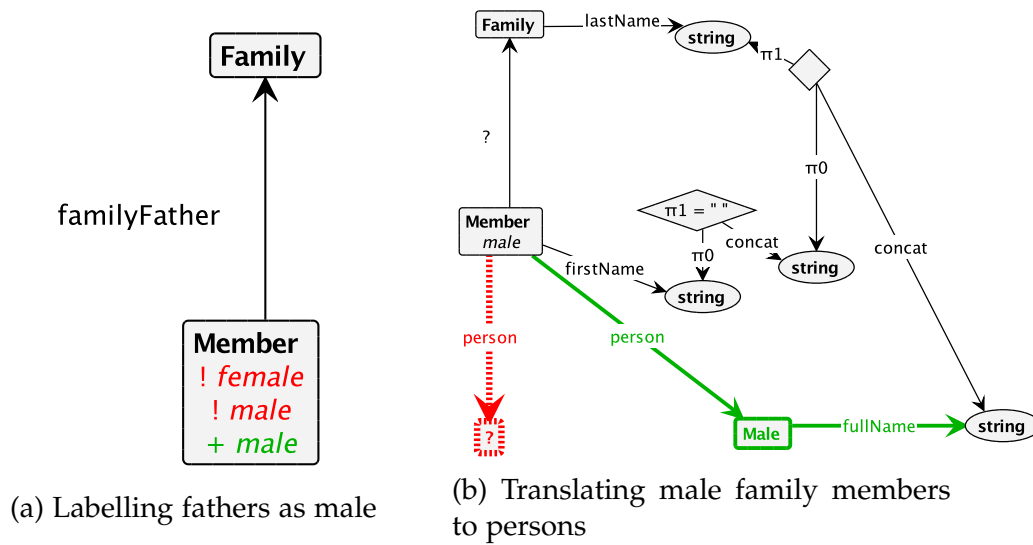 Family
familyFather
Member
! female
! male
+ male
(a) Labelling fathers as male
Family
lastName
string
π1
?
π0
Member
male
π1 = " "
concat
π0
firstName
string
string
concat
person
person
?
Male
fullName
string
(b) Translating male family members
to persons